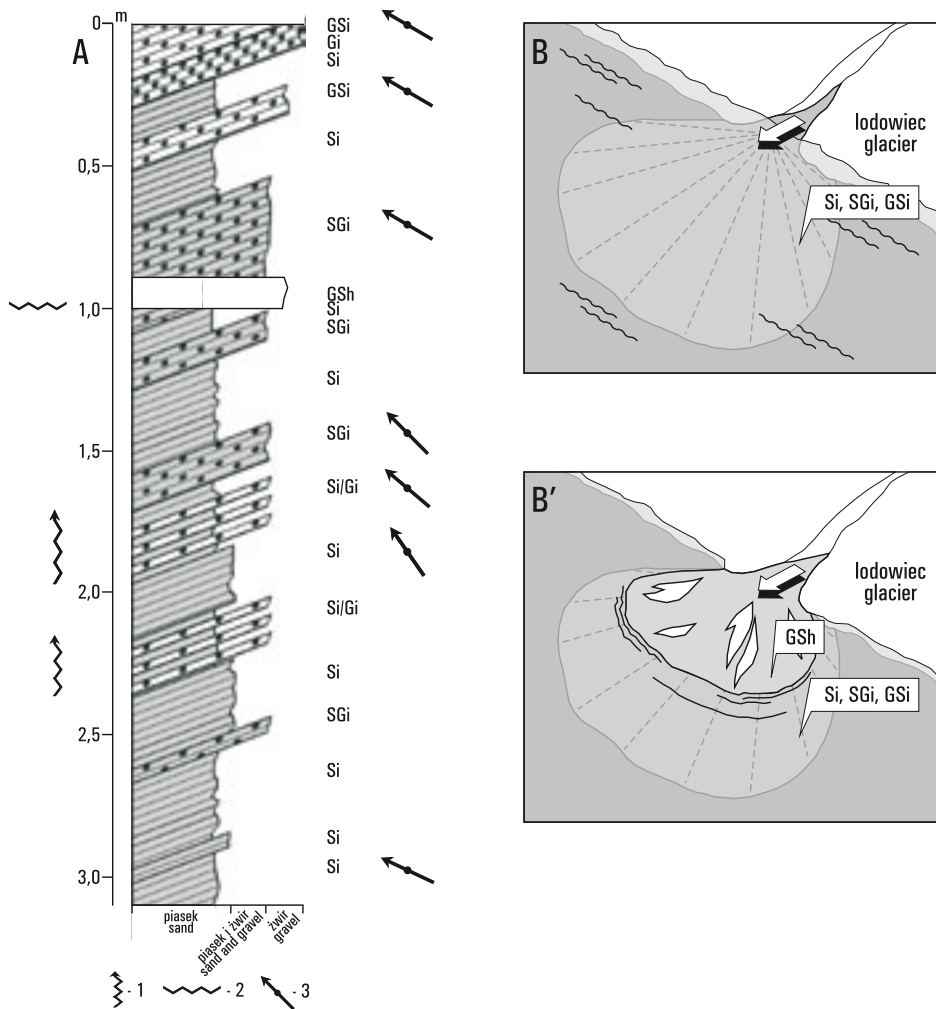 A
m
0
0,5
1,0
1,5
2,0
2,5
3,0
GSi
Gi
Si
GSi
Si
SGi
GSh
Si
SGi
Si
SGi
Si/Gi
Si
Si/Gi
Si
SGi
Si
Si
Si
piasek
sand
piasek i żwir
sand and gravel
żwir
gravel
- 1
- 2
- 3
B
lodowiec
glacier
Si, SGi, GSi
B’
lodowiec
glacier
GSh
Si, SGi, GSi